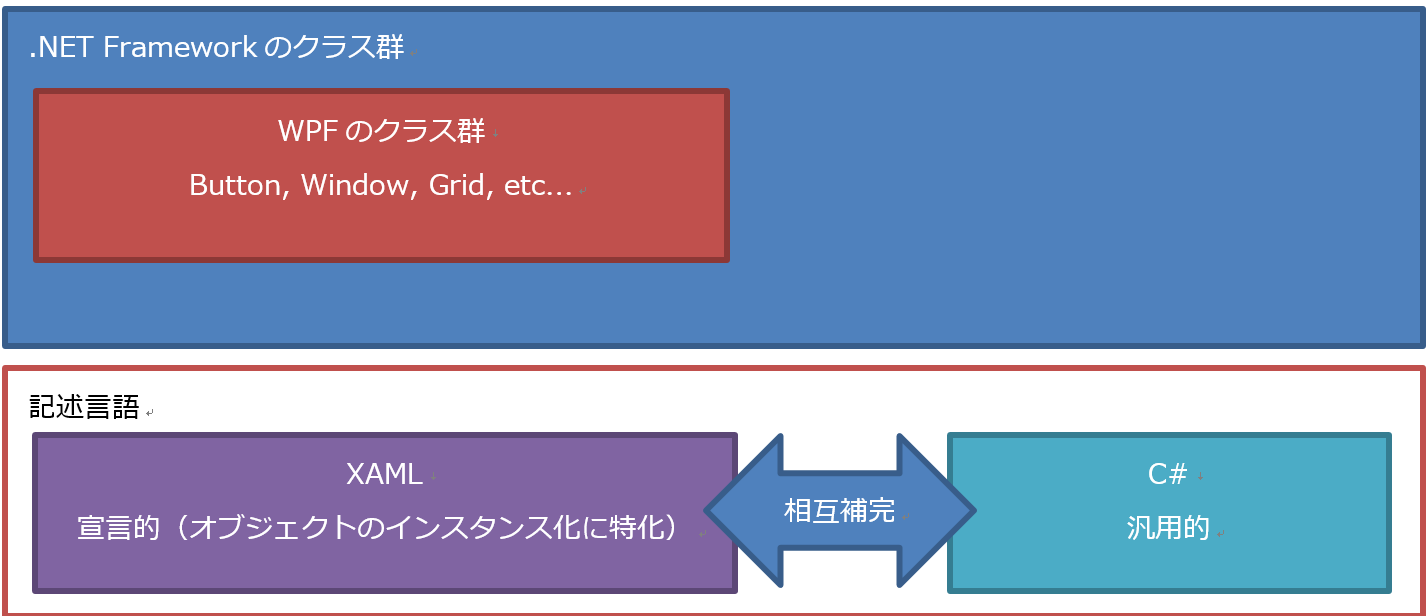 .NET Framework のクラス群
WPF のクラス群
Button, Window, Grid, etc...
記述言語
XAML
宣言的（オブジェクトのインスタンス化に特化）
相互補完
C#
汎用的